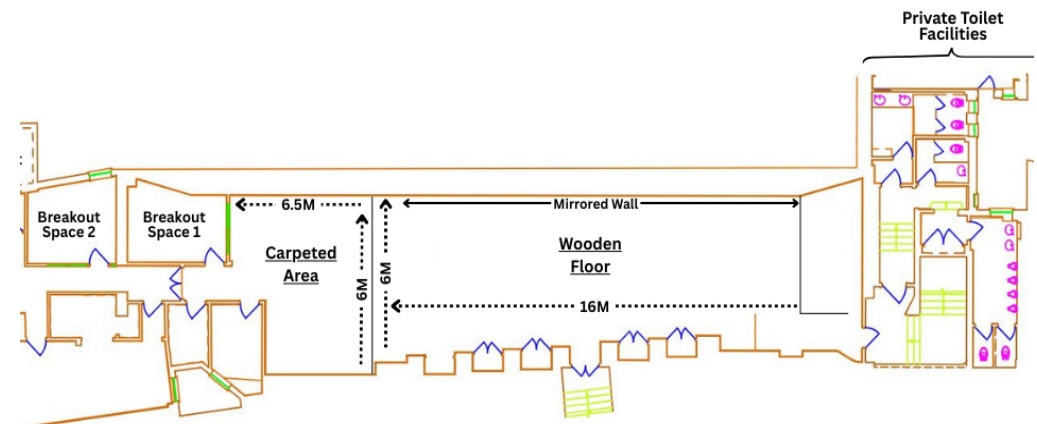 Private Toilet
Facilities
Breakout
Space 2
Breakout
Space 1
6.5M
Carpeted
Area
6M
6M
Mirrored Wall
Wooden
Floor
16M